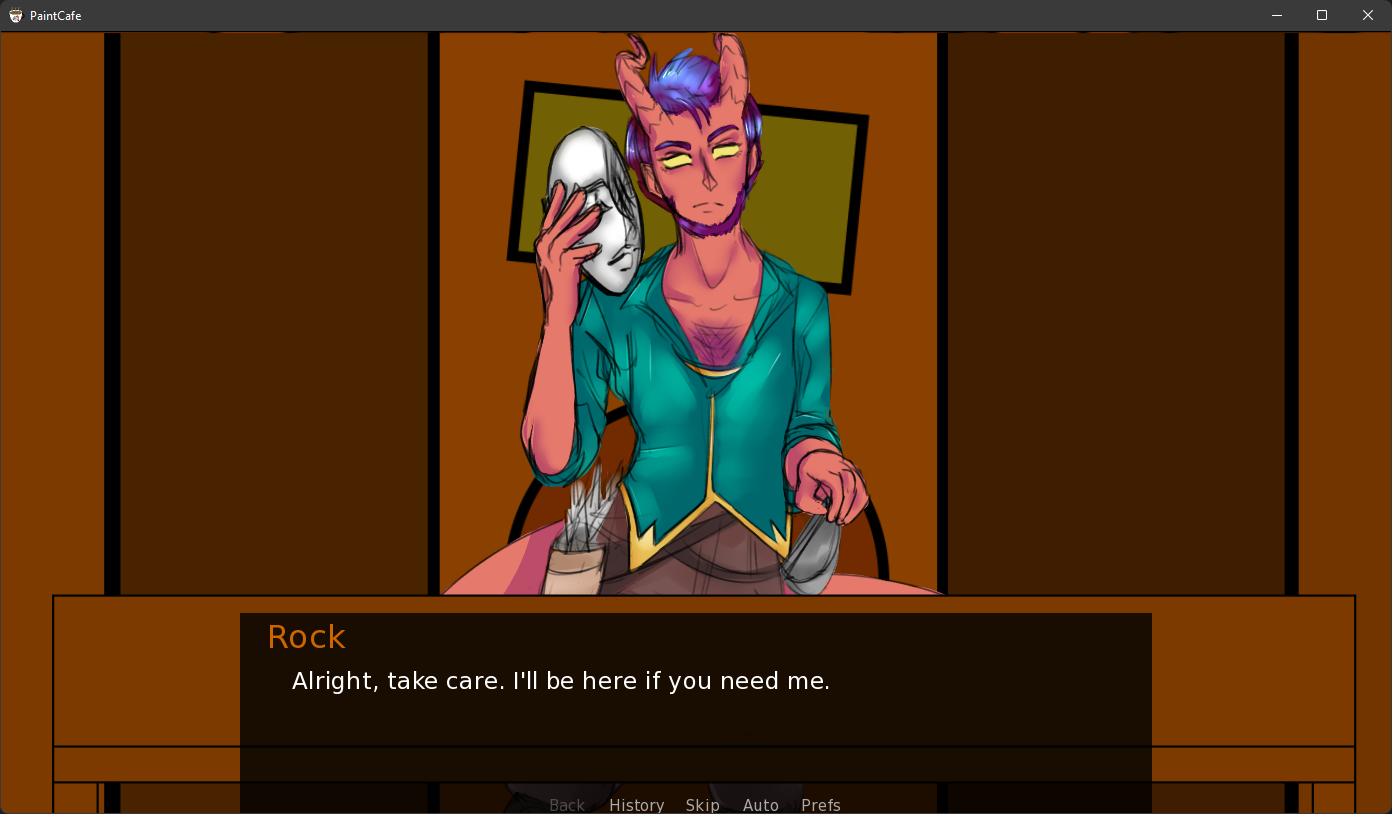 PaintCafe
Rock
Alright, take care. I'll be here if you need me.
Back History Skip Auto Prefs